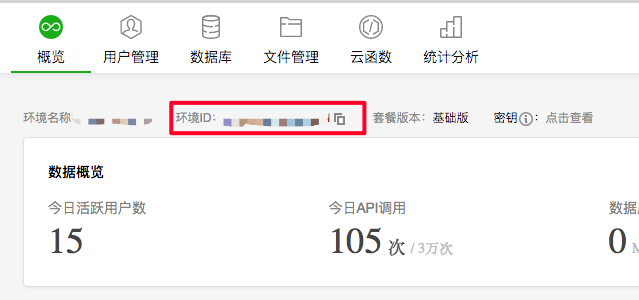 概览 用户管理 数据库 文件管理 云函数 统计分析
环境名称 环境ID: 套餐版本: 基础版 密钥 : 点击查看
数据概览
今日活跃用户数 今日API调用 数据
15 105 次 / 3万次 0 M